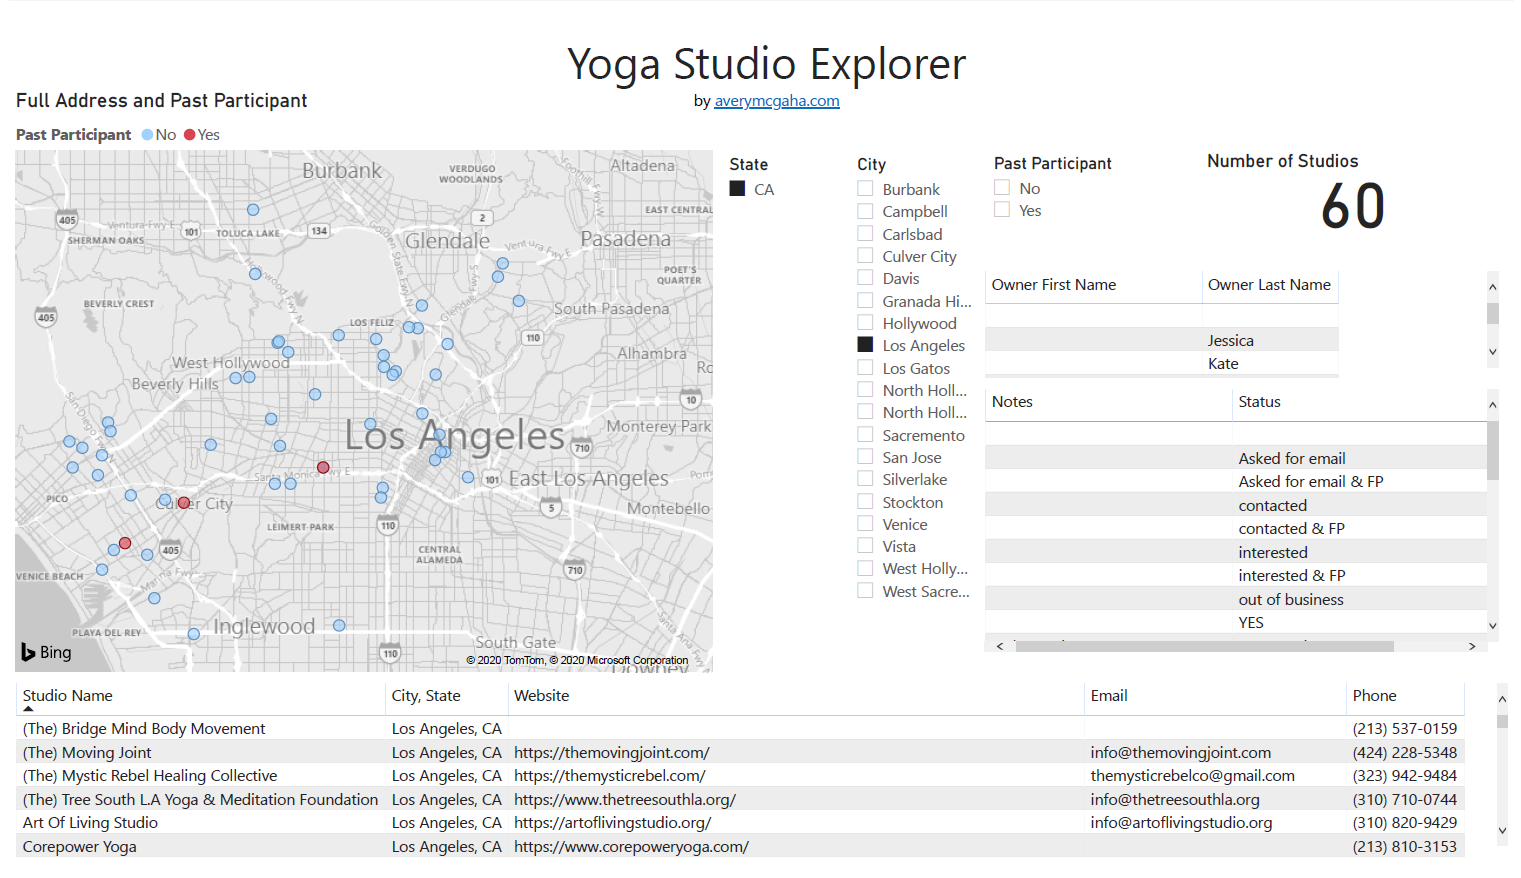 Yoga Studio Explorer
by averymcgaha.com
Full Address and Past Participant
Past Participant No Yes
Burbank
VERDUGO WOODLANDS
Altadena
405
Ventura-Fwy E
101
TOLUCA LAKE
134
2
EAST CENTRAL
SHERMAN OAKS
Glendale
Ventura Fwy E
Pasadena
POET'S QUARTER
BEVERLY CREST
405
South Pasadena
LOS FELIZ
110
West Hollywood
Alhambra
Beverly Hills
10
Los Angeles
Monterey Park
710
Santa Monica Fwy E
101
East Los Angeles
PICO
Culver City
5
Montebello
LEIMERT PARK
110
405
CENTRAL ALAMEDA
710
VENICE BEACH
Marina Fwy
PLAYA DEL REY
Inglewood
South Gate
110
Downey
Bing
© 2020 TomTom, © 2020 Microsoft Corporation
State
CA
City
Burbank
Campbell
Carlsbad
Culver City
Davis
Granada Hi...
Hollywood
Los Angeles
Los Gatos
North Holl...
North Holl...
Sacremento
San Jose
Silverlake
Stockton
Venice
Vista
West Holly...
West Sacre...
Past Participant
No
Yes
Number of Studios
60
Owner First Name Owner Last Name
Jessica
Kate
Notes Status
Asked for email
Asked for email & FP
contacted
contacted & FP
interested
interested & FP
out of business
YES
Studio Name City, State Website Email Phone
(The) Bridge Mind Body Movement Los Angeles, CA (213) 537-0159
(The) Moving Joint Los Angeles, CA https://themovingjoint.com/ info@themovingjoint.com (424) 228-5348
(The) Mystic Rebel Healing Collective Los Angeles, CA https://themysticrebel.com/ themysticrebelco@gmail.com (323) 942-9484
(The) Tree South L.A Yoga & Meditation Foundation Los Angeles, CA https://www.thetreesouthla.org/ info@thetreesouthla.org (310) 710-0744
Art Of Living Studio Los Angeles, CA https://artoflivingstudio.org/ info@artoflivingstudio.org (310) 820-9429
Corepower Yoga Los Angeles, CA https://www.corepoweryoga.com/ (213) 810-3153